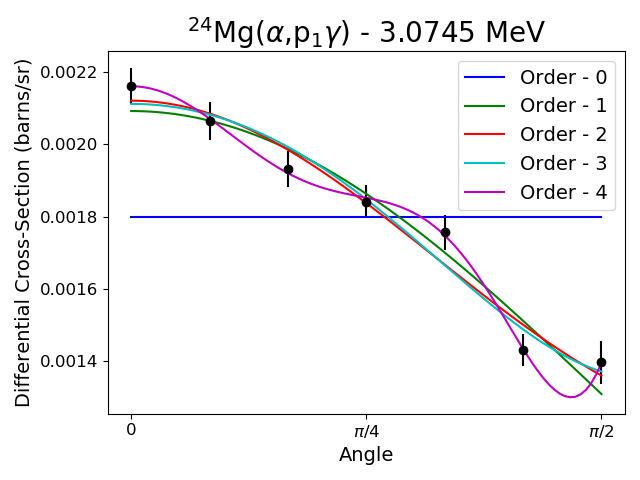 ²⁴Mg(α,p₁γ) - 3.0745 MeV
Differential Cross-Section (barns/sr)
0.0022
0.0020
0.0018
0.0016
0.0014
Order - 0
Order - 1
Order - 2
Order - 3
Order - 4
0
π/4
π/2
Angle